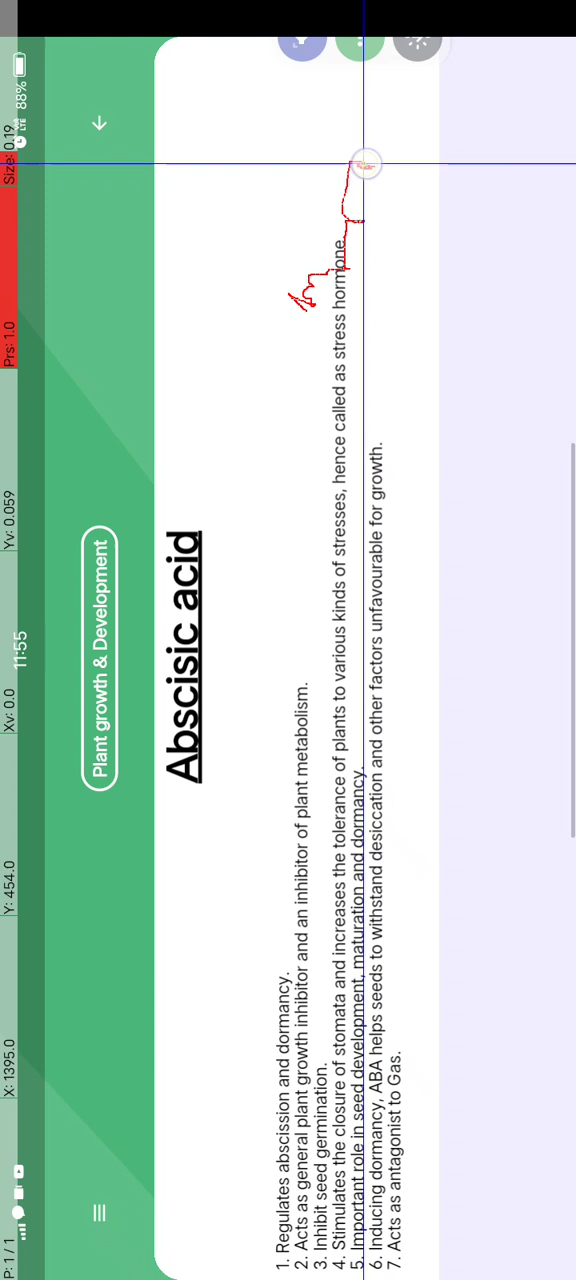 P: 1 / 1
X: 1395.0
Y: 454.0
Xv: 0.0
Yv: 0.059
Prs: 1.0
Size: 0.19
11:55
LTE
88%
Plant growth & Development
Abscisic acid
1. Regulates abscission and dormancy.
2. Acts as general plant growth inhibitor and an inhibitor of plant metabolism.
3. Inhibit seed germination.
4. Stimulates the closure of stomata and increases the tolerance of plants to various kinds of stresses, hence called as stress hormone.
5. Important role in seed development, maturation and dormancy.
6. Inducing dormancy, ABA helps seeds to withstand desiccation and other factors unfavourable for growth.
7. Acts as antagonist to Gas.